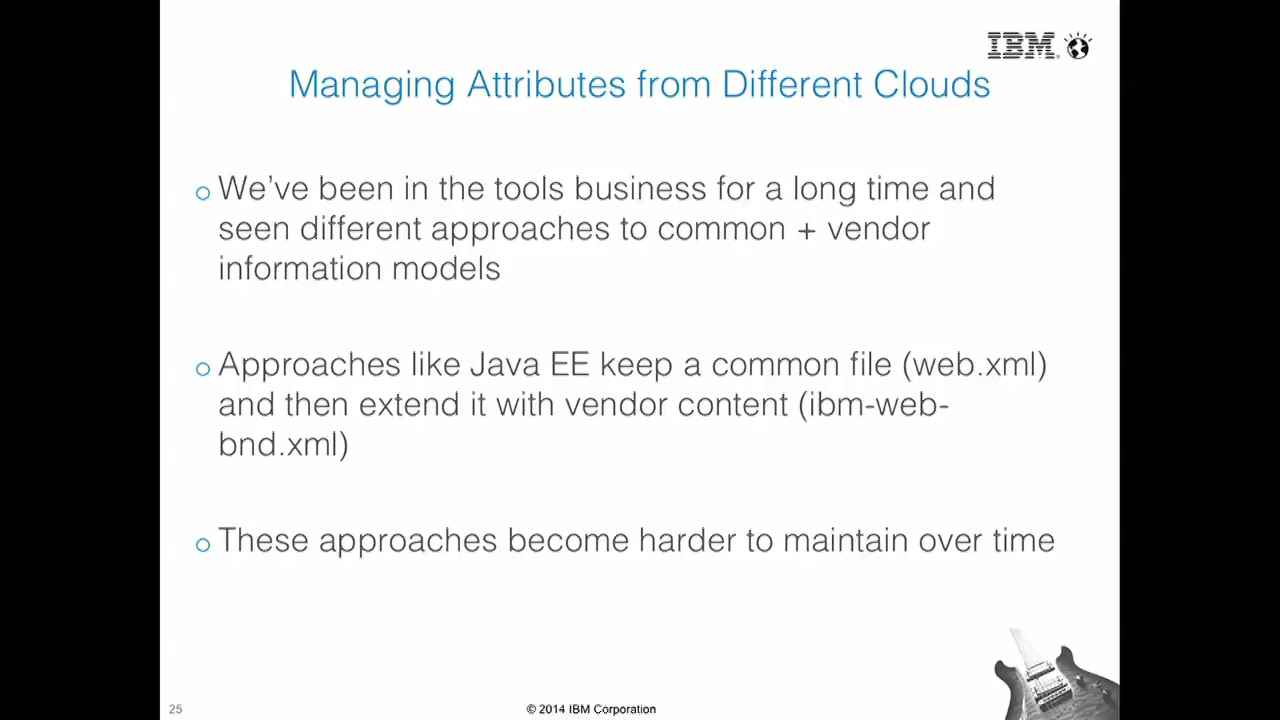 IBM
Managing Attributes from Different Clouds
We've been in the tools business for a long time and
seen different approaches to common + vendor
information models
Approaches like Java EE keep a common file (web.xml)
and then extend it with vendor content (ibm-web-
bnd.xml)
These approaches become harder to maintain over time
25
© 2014 IBM Corporation